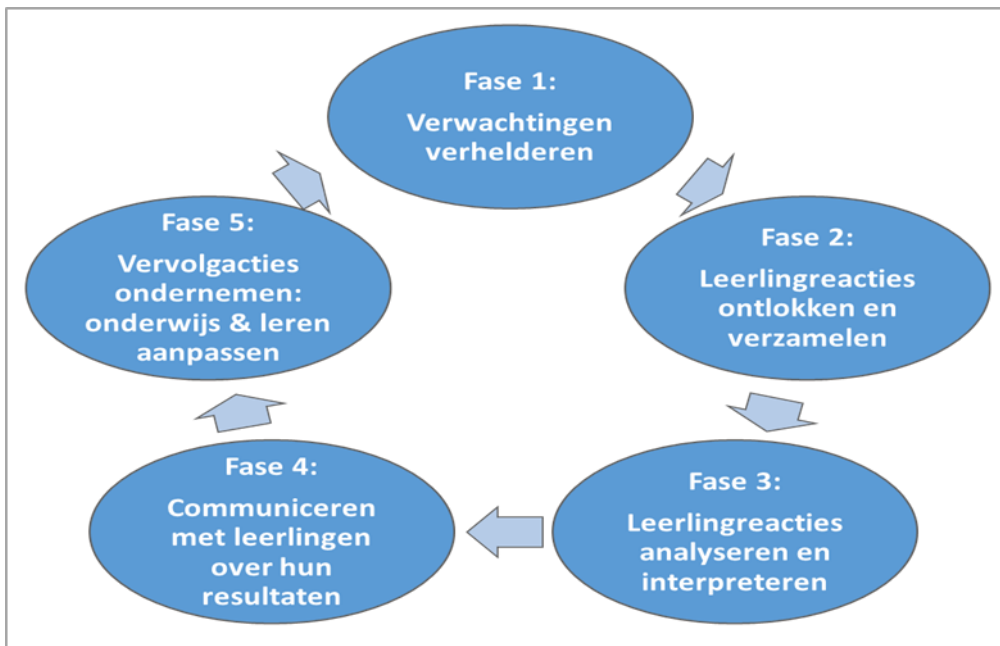 Fase 1:
Verwachtingen
verhelderen
Fase 2:
Leerlingreacties
ontlokken en
verzamelen
Fase 3:
Leerlingreacties
analyseren en
interpreteren
Fase 4:
Communiceren
met leerlingen
over hun
resultaten
Fase 5:
Vervolgacties
ondernemen:
onderwijs & leren
aanpassen